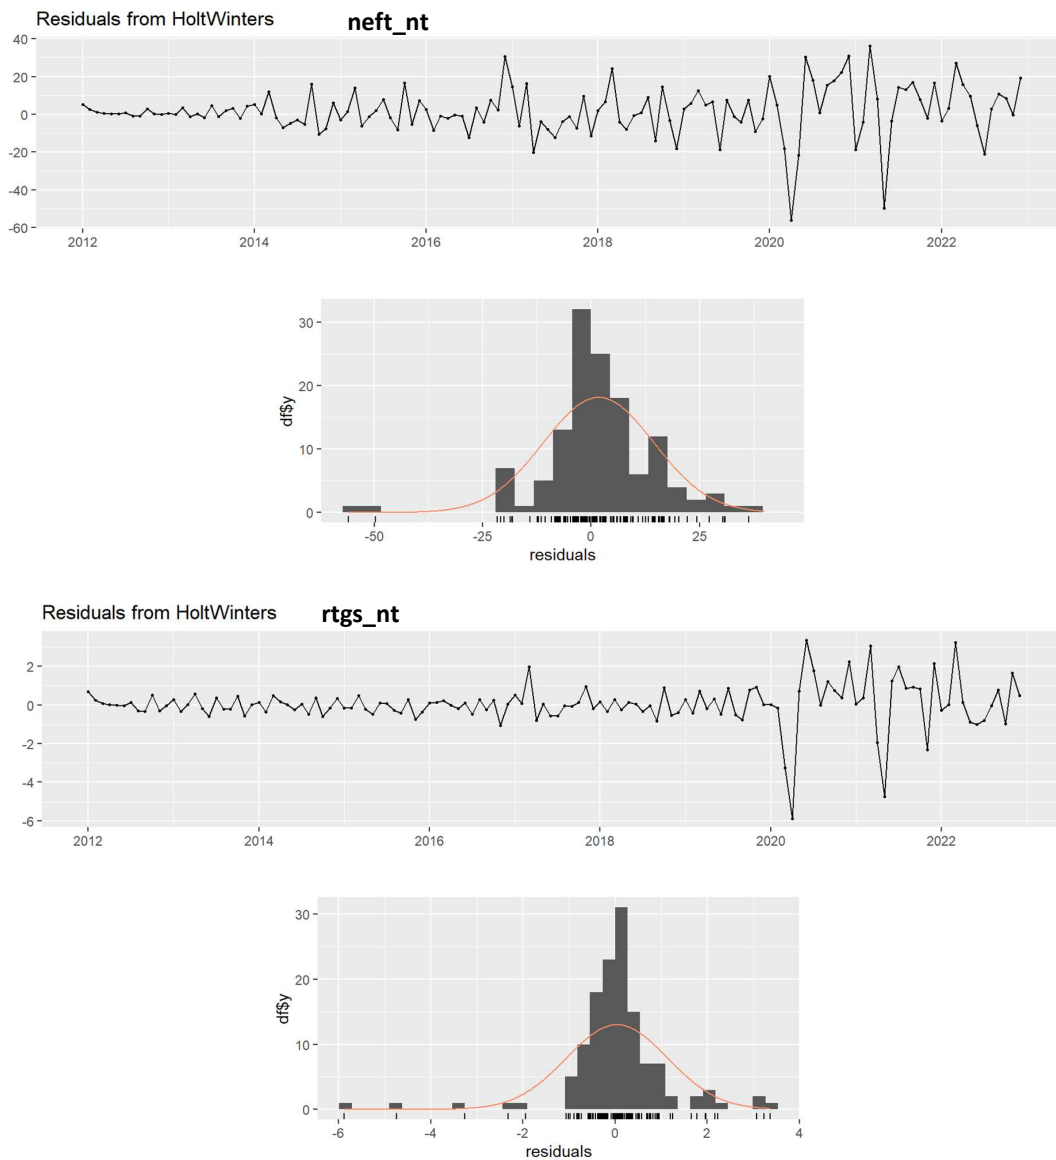 Residuals from HoltWinters neft_nt
40
20
0
-20
-40
-60
2012 2014 2016 2018 2020 2022
df$y
30
20
10
0
-50 -25 0 25
residuals
Residuals from HoltWinters rtgs_nt
2
0
-2
-4
-6
2012 2014 2016 2018 2020 2022
df$y
30
20
10
0
-6 -4 -2 0 2 4
residuals